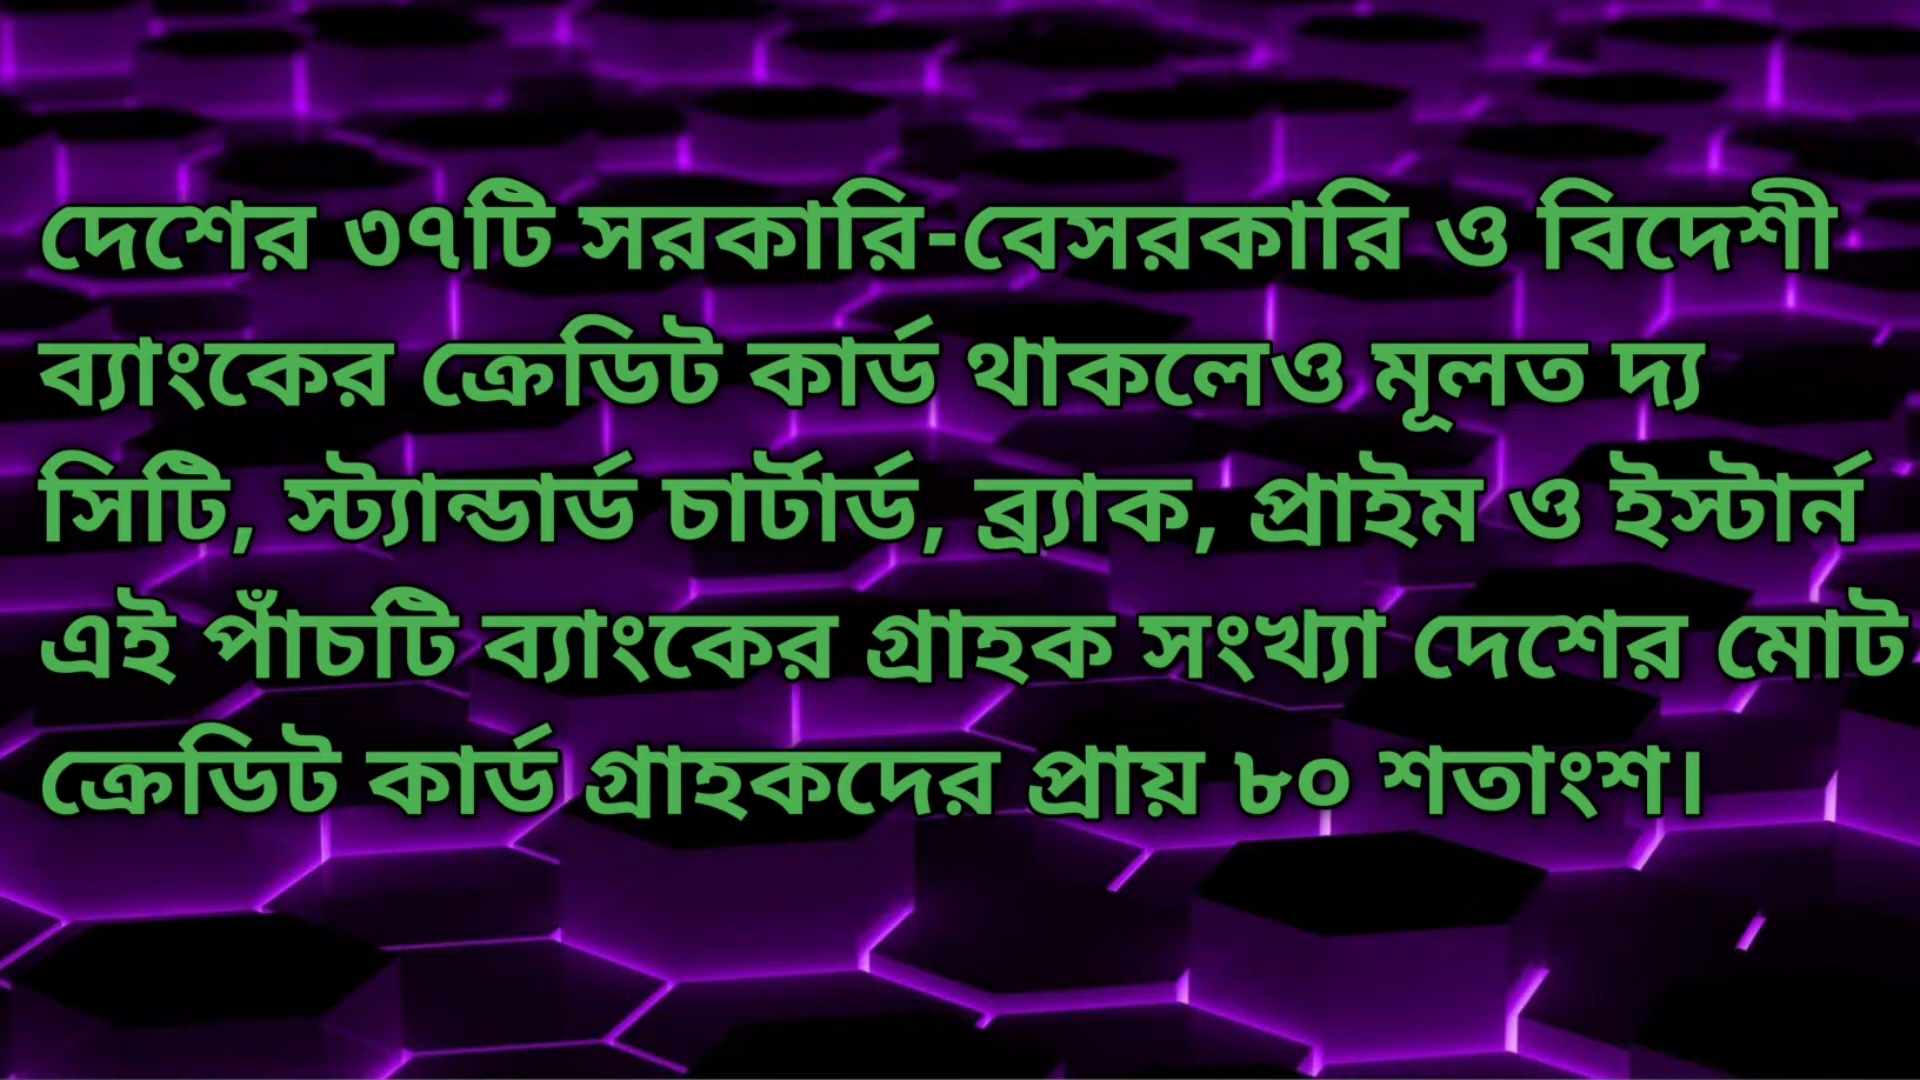 দেশের ৩৭টি সরকারি-বেসরকারি ও বিদেশী
ব্যাংকের ক্রেডিট কার্ড থাকলেও মূলত দ্য
সিটি, স্ট্যান্ডার্ড চার্টার্ড, ব্র্যাক, প্রাইম ও ইস্টার্ন
এই পাঁচটি ব্যাংকের গ্রাহক সংখ্যা দেশের মোট
ক্রেডিট কার্ড গ্রাহকদের প্রায় ৮০ শতাংশ।